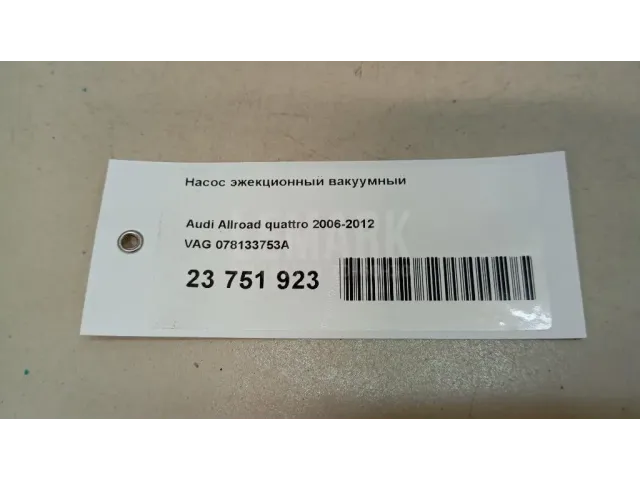 Насос эжекционный вакуумный
Audi Allroad quattro 2006-2012
VAG 078133753A
23 751 923